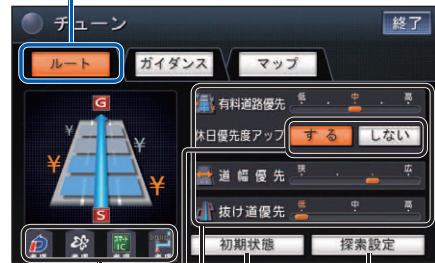 チューン
終了
ルート
ガイダンス
マップ
G
有料道路優先 低 中 高
休日優先度アップ する しない
道幅優先 狭 広
抜け道優先 低 中 高
¥ ¥
¥ ¥
S
IC
初期状態
探索設定